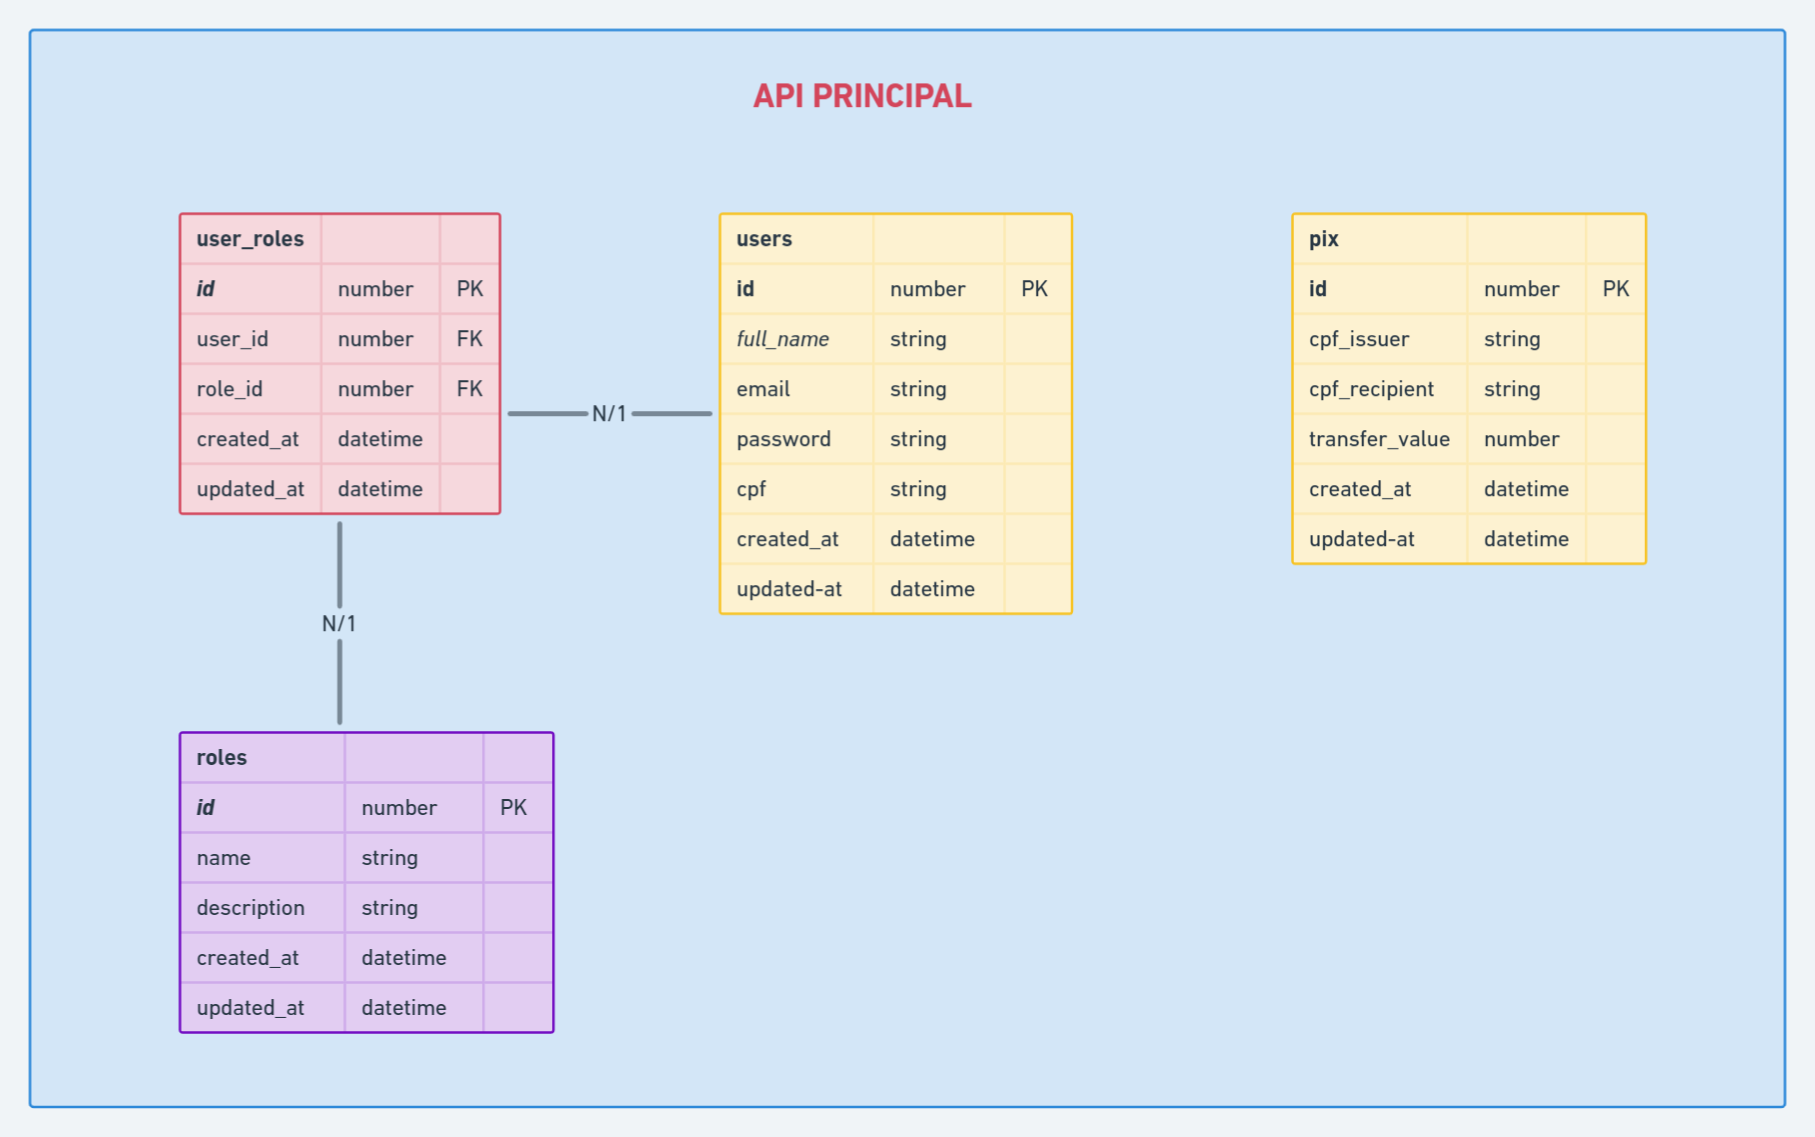 API PRINCIPAL
user_roles
id number PK
user_id number FK
role_id number FK
created_at datetime
updated_at datetime
N/1
users
id number PK
full_name string
email string
password string
cpf string
created_at datetime
updated-at datetime
pix
id number PK
cpf_issuer string
cpf_recipient string
transfer_value number
created_at datetime
updated-at datetime
N/1
roles
id number PK
name string
description string
created_at datetime
updated_at datetime